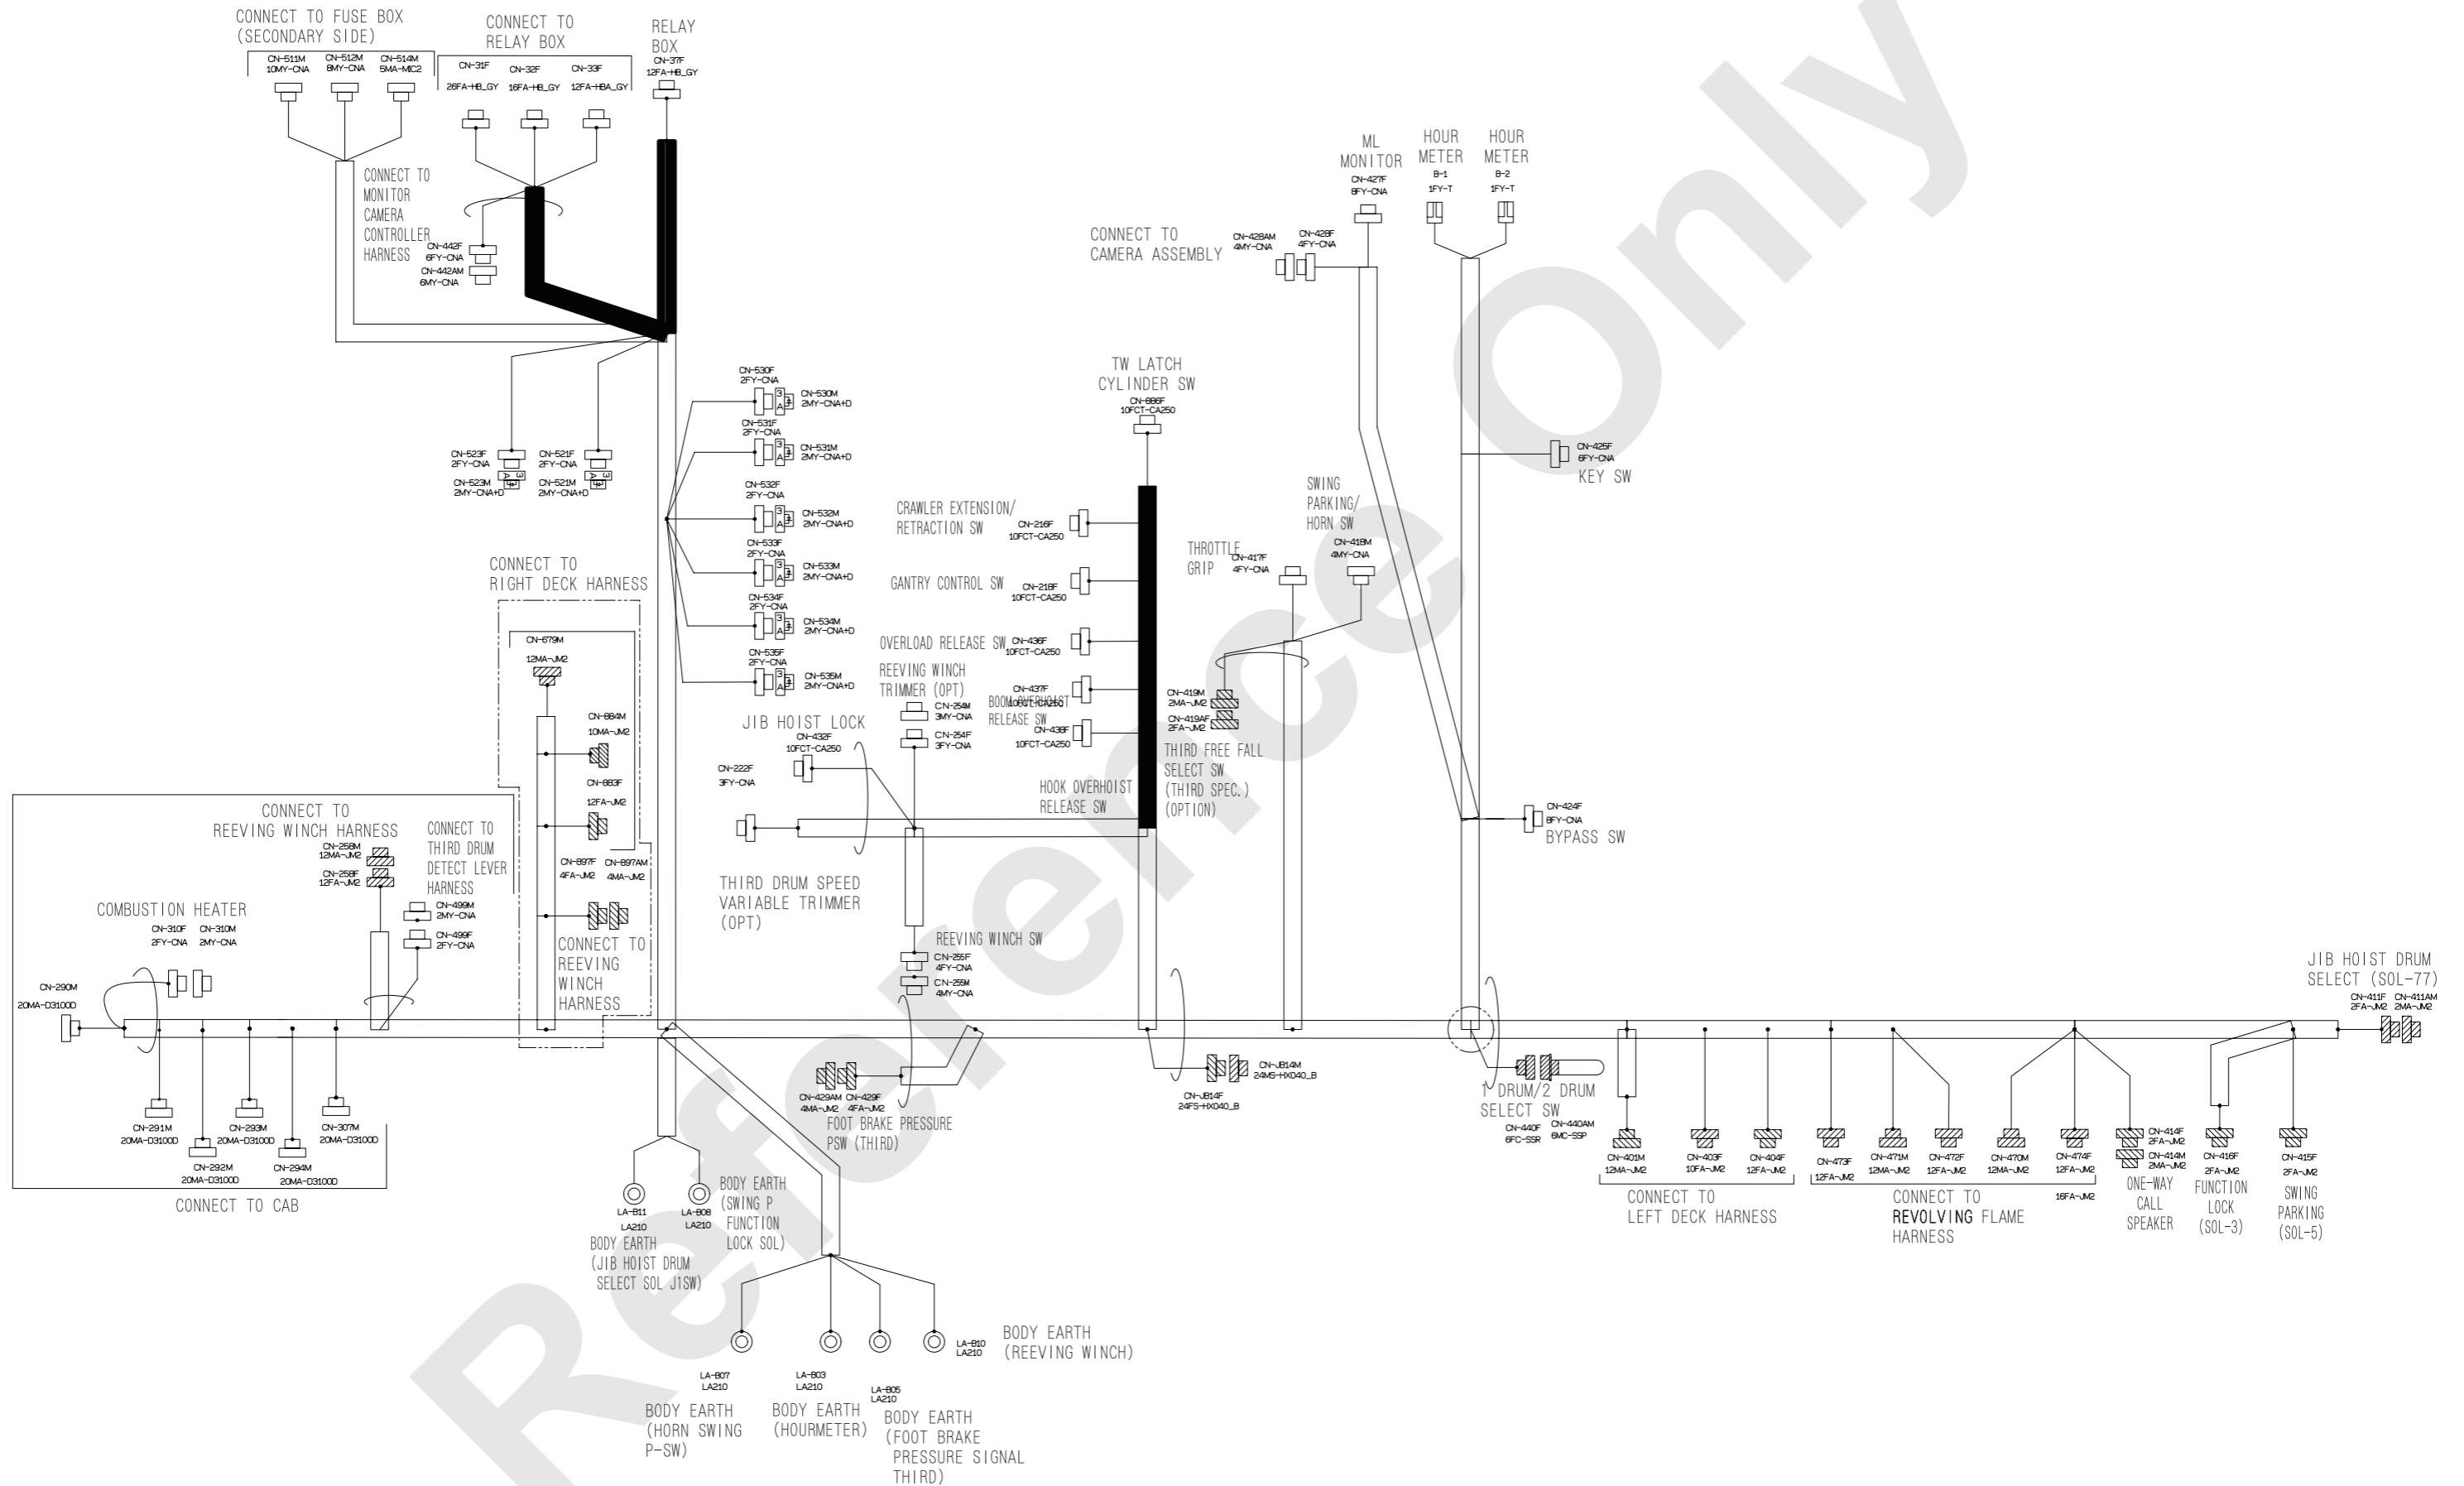 CONNECT TO FUSE BOX
(SECONDARY SIDE)
CN-511M
10MY-CNA
CN-512M
8MY-CNA
CN-514M
5MA-MIC2
CONNECT TO
RELAY BOX
CN-31F
26FA-HB_GY
CN-32F
16FA-HB_GY
CN-33F
12FA-HBA_GY
RELAY
BOX
CN-37F
12FA-HB_GY
CONNECT TO
MONITOR
CAMERA
CONTROLLER
HARNESS
CN-442F
6FY-CNA
CN-442AM
6MY-CNA
ML
MONITOR
CN-427F
8FY-CNA
HOUR
METER
B-1
1FY-T
HOUR
METER
B-2
1FY-T
CONNECT TO
CAMERA ASSEMBLY
CN-428AM
4MY-CNA
CN-428F
4FY-CNA
CN-523F
2FY-CNA
CN-523M
2MY-CNA+D
CN-521F
2FY-CNA
CN-521M
2MY-CNA+D
CN-530F
2FY-CNA
CN-530M
2MY-CNA+D
CN-531F
2FY-CNA
CN-531M
2MY-CNA+D
CN-532F
2FY-CNA
CN-532M
2MY-CNA+D
CN-533F
2FY-CNA
CN-533M
2MY-CNA+D
CN-534F
2FY-CNA
CN-534M
2MY-CNA+D
CN-535F
2FY-CNA
CN-535M
2MY-CNA+D
TW LATCH
CYLINDER SW
CN-886F
10FCT-CA250
CRAWLER EXTENSION/
RETRACTION SW
CN-216F
10FCT-CA250
GANTRY CONTROL SW
CN-218F
10FCT-CA250
OVERLOAD RELEASE SW
CN-436F
10FCT-CA250
REEVING WINCH
TRIMMER (OPT)
CN-254M
3MY-CNA
CN-254F
3FY-CNA
CN-437F
10FCT-CA250
BOOM OVERHOIST
RELEASE SW
CN-438F
10FCT-CA250
HOOK OVERHOIST
RELEASE SW
THROTTLE
GRIP
CN-417F
4FY-CNA
SWING
PARKING/
HORN SW
CN-418M
4MY-CNA
CN-419M
2MA-JM2
CN-419AF
2FA-JM2
THIRD FREE FALL
SELECT SW
(THIRD SPEC.)
(OPTION)
CN-425F
6FY-CNA
KEY SW
CN-424F
8FY-CNA
BYPASS SW
CONNECT TO
RIGHT DECK HARNESS
CN-679M
12MA-JM2
CN-884M
10MA-JM2
CN-883F
12FA-JM2
CN-897F
4FA-JM2
CN-897AM
4MA-JM2
CONNECT TO
REEVING
WINCH
HARNESS
JIB HOIST LOCK
CN-432F
10FCT-CA250
CN-222F
3FY-CNA
THIRD DRUM SPEED
VARIABLE TRIMMER
(OPT)
REEVING WINCH SW
CN-255F
4FY-CNA
CN-255M
4MY-CNA
CONNECT TO
REEVING WINCH HARNESS
CN-258M
12MA-JM2
CN-258F
12FA-JM2
CONNECT TO
THIRD DRUM
DETECT LEVER
HARNESS
CN-499M
2MY-CNA
CN-499F
2FY-CNA
COMBUSTION HEATER
CN-310F
2FY-CNA
CN-310M
2MY-CNA
CN-290M
20MA-D3100D
CN-291M
20MA-D3100D
CN-292M
20MA-D3100D
CN-293M
20MA-D3100D
CN-294M
20MA-D3100D
CN-307M
20MA-D3100D
CONNECT TO CAB
CN-429AM
4MA-JM2
CN-429F
4FA-JM2
FOOT BRAKE PRESSURE
PSW (THIRD)
CN-JB14M
24MS-HX040_B
CN-JB14F
24FS-HX040_B
1 DRUM/2 DRUM
SELECT SW
CN-440F
6FC-SSR
CN-440AM
6MC-SSP
JIB HOIST DRUM
SELECT (SOL-77)
CN-411F
2FA-JM2
CN-411AM
2MA-JM2
CN-401M
12MA-JM2
CN-403F
10FA-JM2
CN-404F
12FA-JM2
CONNECT TO
LEFT DECK HARNESS
CN-473F
12FA-JM2
CN-471M
12MA-JM2
CN-472F
12FA-JM2
CN-470M
12MA-JM2
CN-474F
12FA-JM2
16FA-JM2
CONNECT TO
REVOLVING FLAME
HARNESS
CN-414F
2FA-JM2
CN-414M
2MA-JM2
ONE-WAY
CALL
SPEAKER
CN-416F
2FA-JM2
FUNCTION
LOCK
(SOL-3)
CN-415F
2FA-JM2
SWING
PARKING
(SOL-5)
LA-B11
LA210
BODY EARTH
(JIB HOIST DRUM
SELECT SOL J1SW)
LA-B08
LA210
BODY EARTH
(SWING P
FUNCTION
LOCK SOL)
LA-B07
LA210
BODY EARTH
(HORN SWING
P-SW)
LA-B03
LA210
BODY EARTH
(HOURMETER)
LA-B05
LA210
BODY EARTH
(FOOT BRAKE
PRESSURE SIGNAL
THIRD)
LA-B10
LA210
BODY EARTH
(REEVING WINCH)
Reference Only